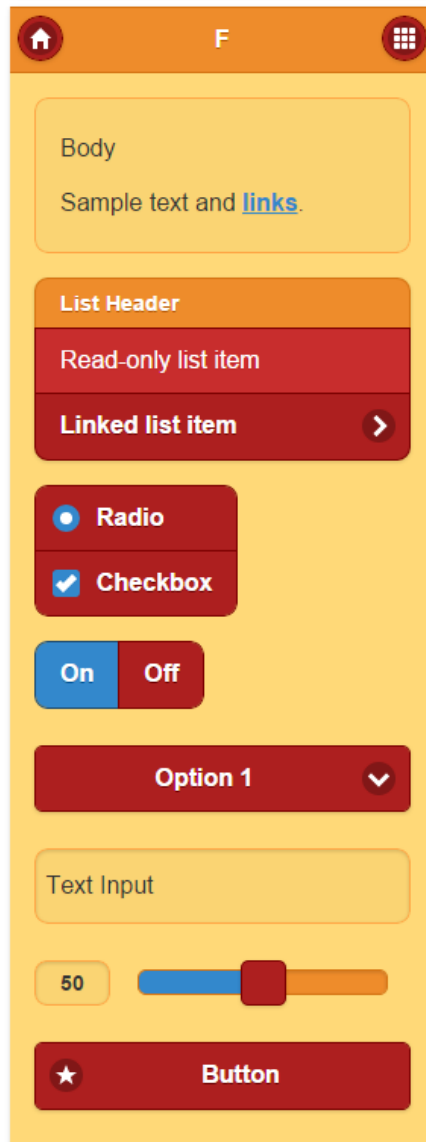 F
Body
Sample text and links.
List Header
Read-only list item
Linked list item
Radio
Checkbox
On Off
Option 1
Text Input
50
Button